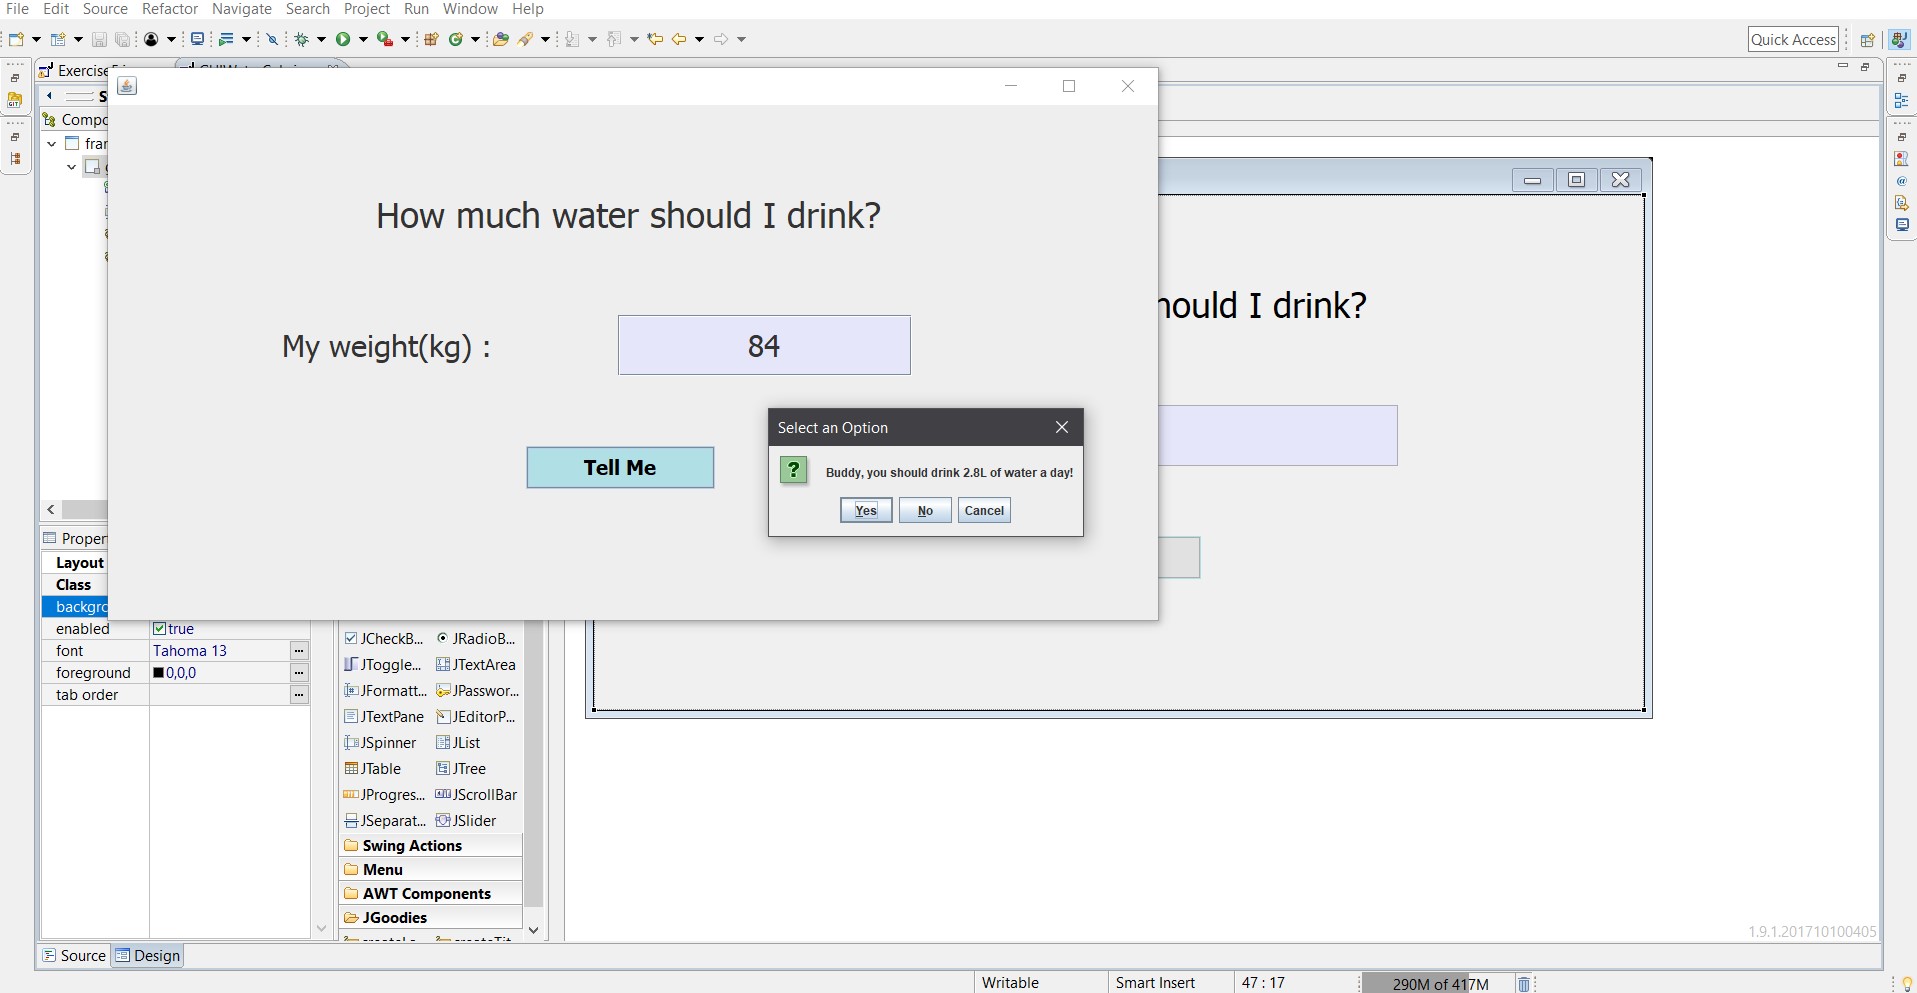 File Edit Source Refactor Navigate Search Project Run Window Help
Quick Access
Exercise
Compo
How much water should I drink?
hould I drink?
My weight(kg) :
84
Tell Me
Select an Option
?
Buddy, you should drink 2.8L of water a day!
Yes No Cancel
Proper
Layout
Class
backgro
enabled true
font Tahoma 13 ...
foreground 0,0,0 ...
tab order ...
JCheckB... JRadioB...
JToggle... JTextArea
JFormatt... JPasswor...
JTextPane JEditorP...
JSpinner JList
JTable JTree
JProgres... JScrollBar
JSeparat... JSlider
Swing Actions
Menu
AWT Components
JGoodies
1.9.1.201710100405
Source Design
Writable Smart Insert 47 : 17 290M of 417M